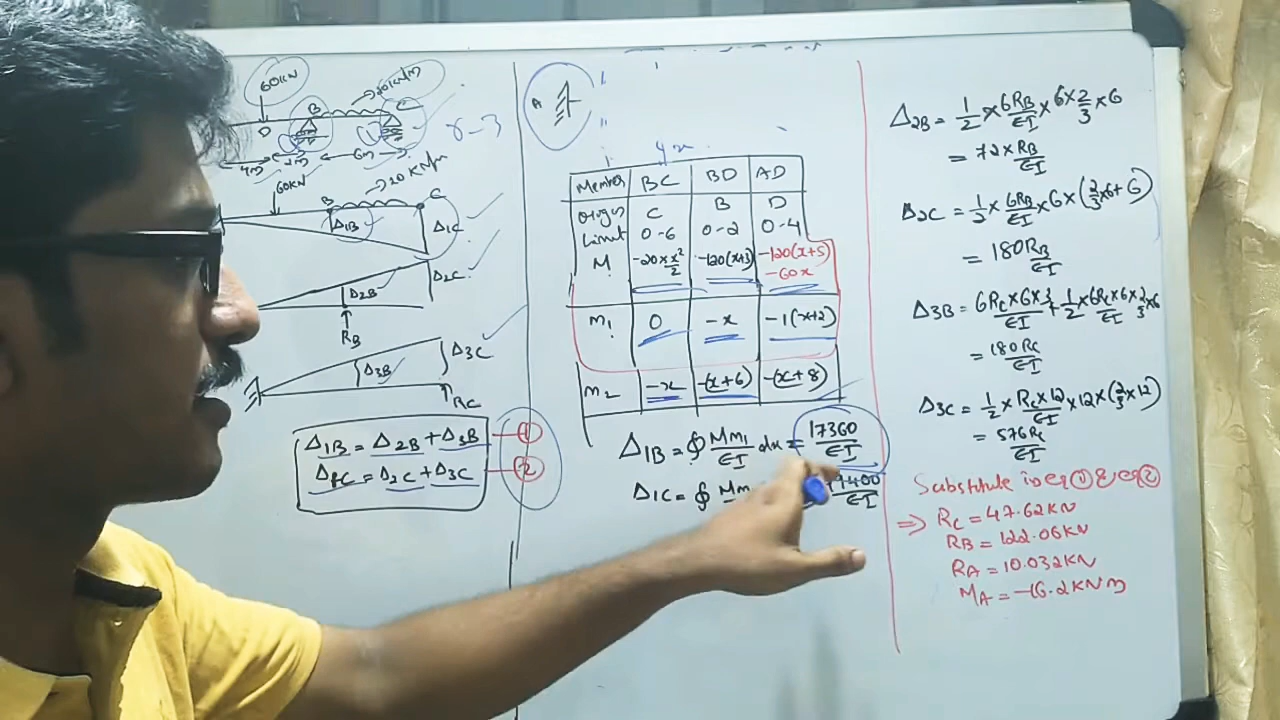 60KN
20KN/m
B
C
D
4m
2m
6m
r-3
60KN
20 KN/m
B
C
Δ1B
Δ1C
Δ2C
Δ2B
RB
Δ3B
Δ3C
RC
Δ1B = Δ2B + Δ3B
1
Δ1C = Δ2C + Δ3C
2
A
Member BC BD AD
Origin C B D
Limit 0-6 0-2 0-4
M -20×x²/2 -120(x+3) -120(x+5) -60x
m1 0 -x -1(x+2)
m2 -x -(x+6) -(x+8)
Δ1B = ∮ Mm1/EI dx = 17360/EI
Δ1C = ∮ Mm
Δ2B = 1/2 × 6RB/EI × 6 × 2/3 × 6
= 72 × RB/EI
Δ2C = 1/2 × 6RB/EI × 6 × (2/3 × 6 + 6)
= 180RB/EI
Δ3B = 6RC × 6 × 3/EI + 1/2 × 6RC/EI × 6 × 2/3 × 6
= 180RC/EI
Δ3C = 1/2 × RC × 12/EI × 12 × (2/3 × 12)
= 576RC/EI
Substitute in eq ① & eq ②
⇒ RC = 47.62KN
RB = 122.06KN
RA = 10.032KN
MA = -16.2KNm